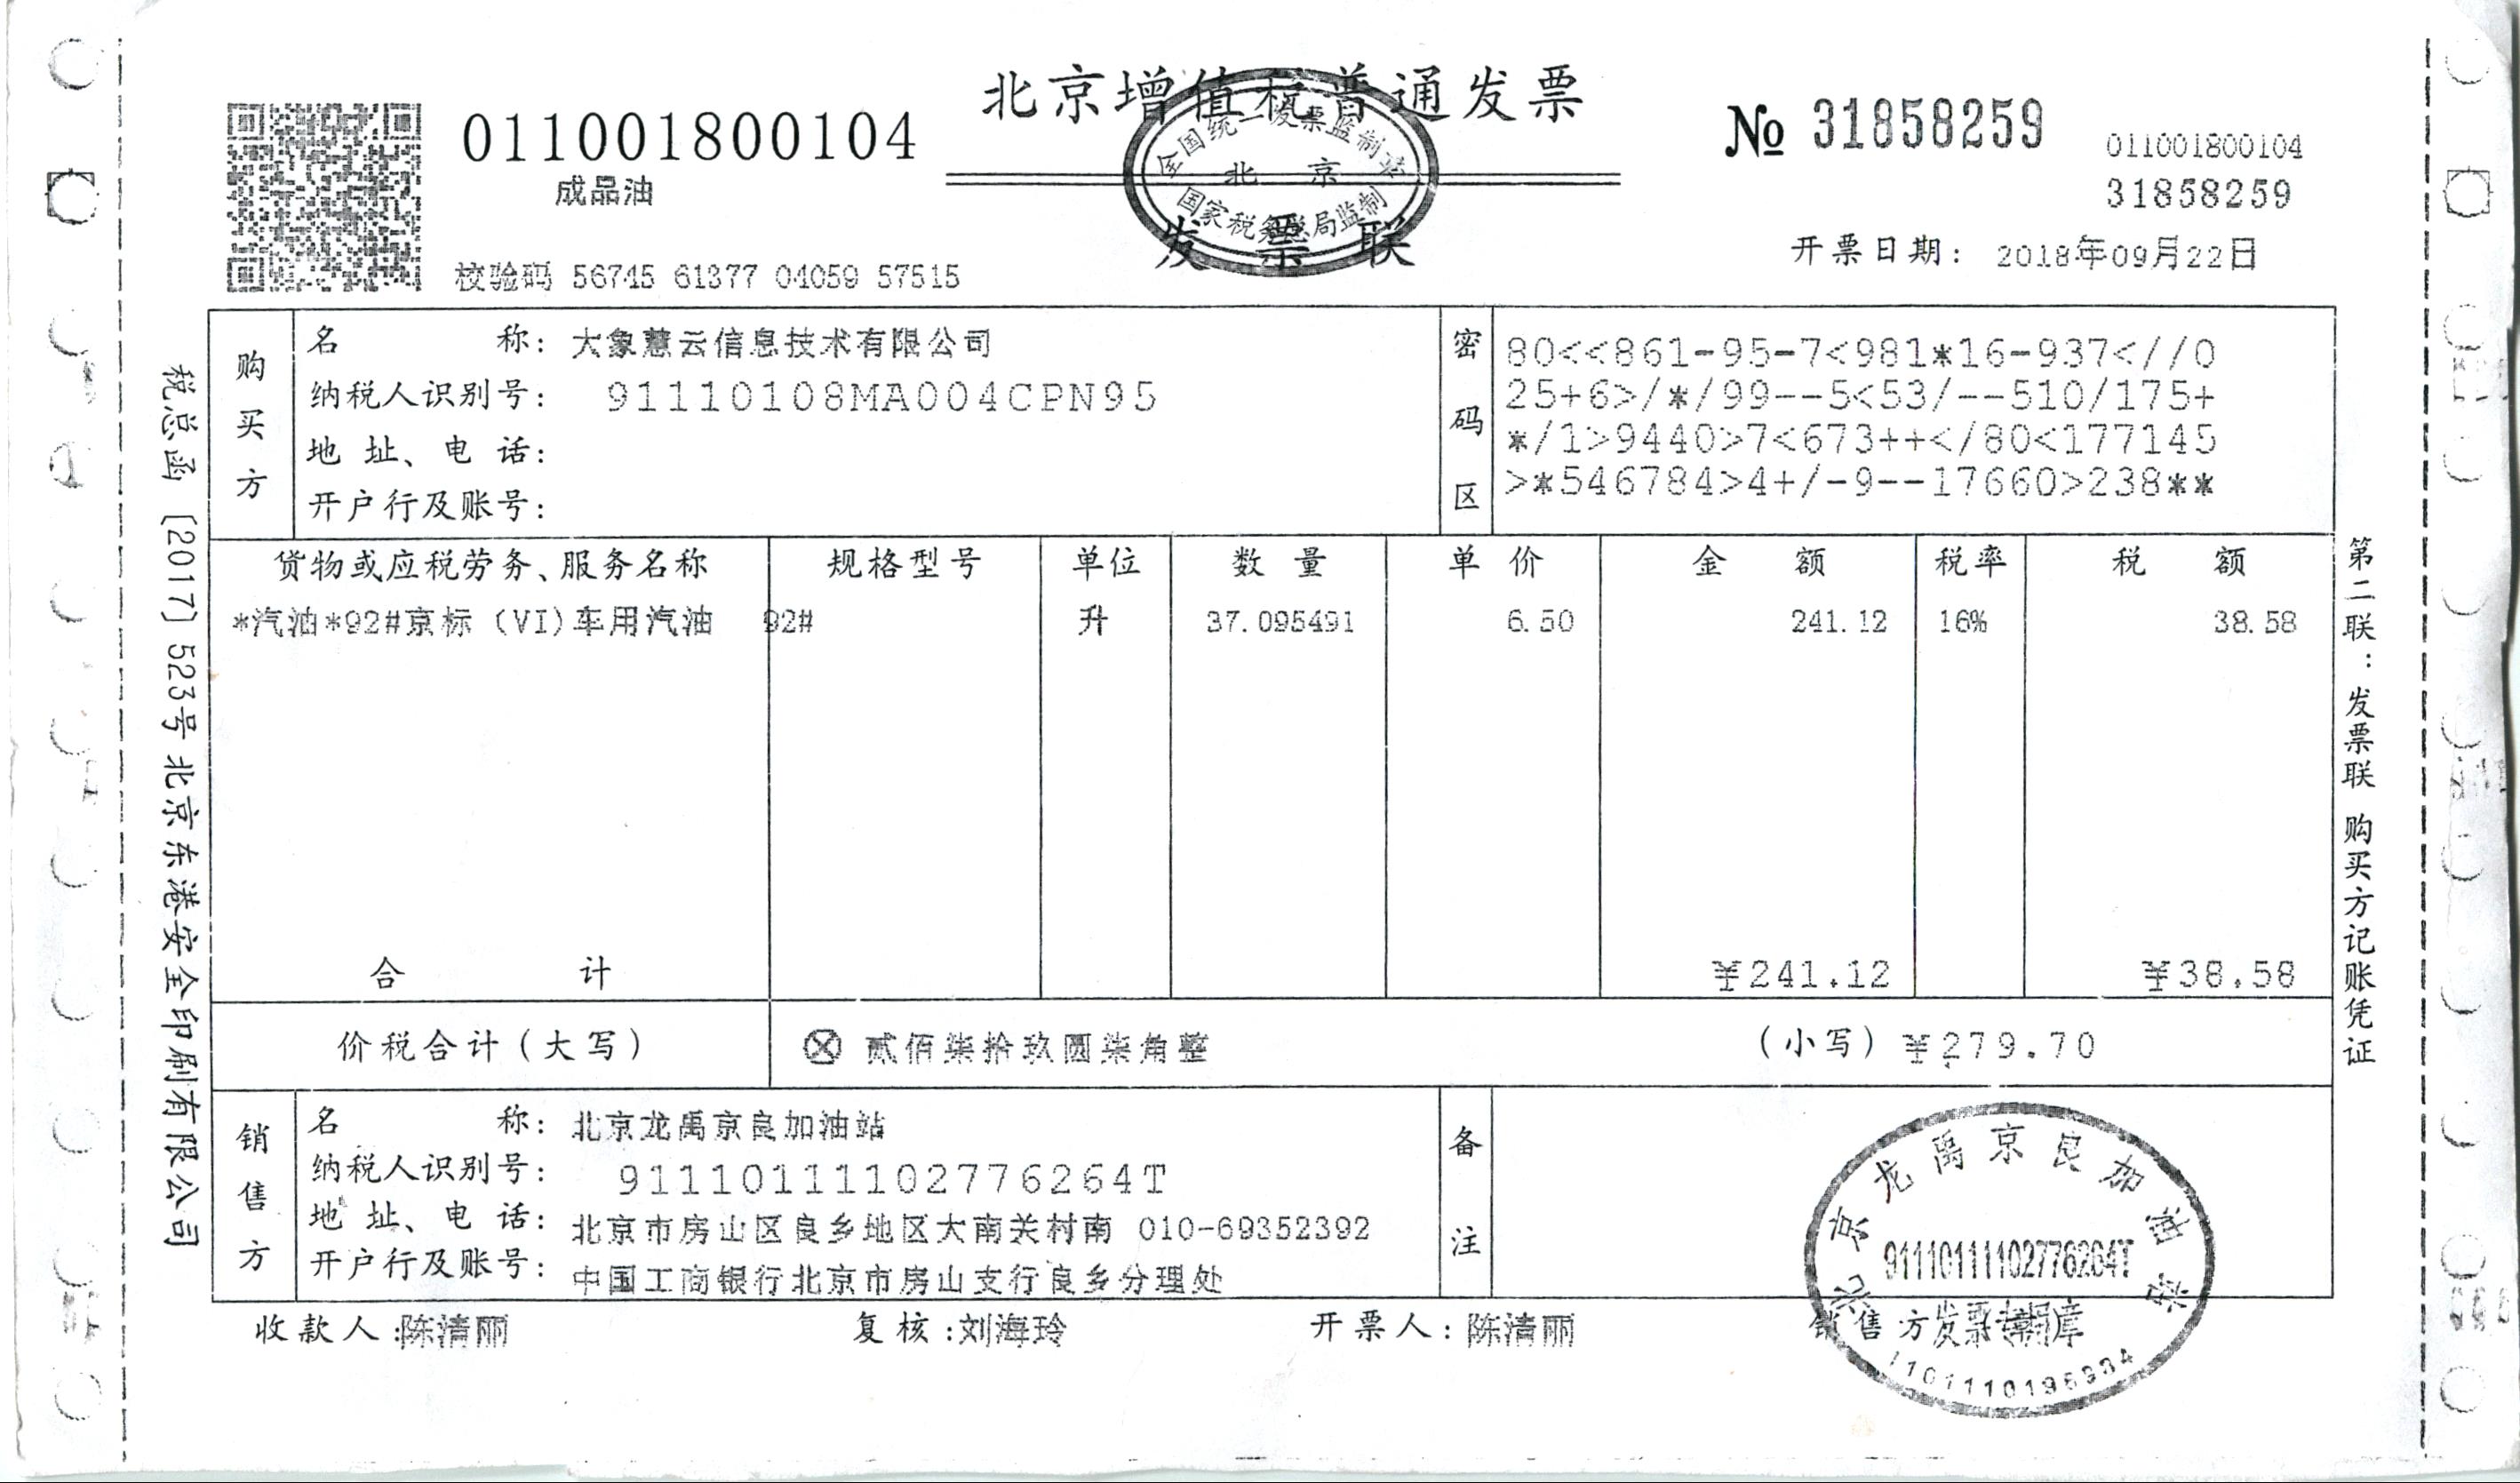 北京增值税普通发票
011001800104
№ 31858259
011001800104
31858259
成品油
全国统一发票监制章
北 京
国家税务总局监制
发 票 联
开票日期: 2018年09月22日
校验码 56745 61377 04059 57515
税总函〔2017〕523号北京东港安全印刷有限公司
购买方
名 称: 大象慧云信息技术有限公司
纳税人识别号: 91110108MA004CPN95
地 址、电 话:
开户行及账号:
密码区
80<<861-95-7<981*16-937<//0
25+6>/*/99--5<53/--510/175+
*/1>9440>7<673++</80<177145
>*546784>4+/-9--17660>238**
货物或应税劳务、服务名称 规格型号 单位 数 量 单 价 金 额 税率 税 额
*汽油*92#京标 (VI)车用汽油 92# 升 37.095491 6.50 241.12 16% 38.58
合 计 ¥241.12 ¥38.58
价税合计(大写) ⊗ 贰佰柒拾玖圆柒角整 (小写) ¥279.70
第二联:发票联 购买方记账凭证
销售方
名 称: 北京龙禹京良加油站
纳税人识别号: 91110111102776264T
地 址、电 话: 北京市房山区良乡地区大南关村南 010-69352392
开户行及账号: 中国工商银行北京市房山支行良乡分理处
备注
收款人:陈清丽 复核:刘海玲 开票人:陈清丽 销售方:(章)
北京龙禹京良加油站
91110111102776264T
发票专用章